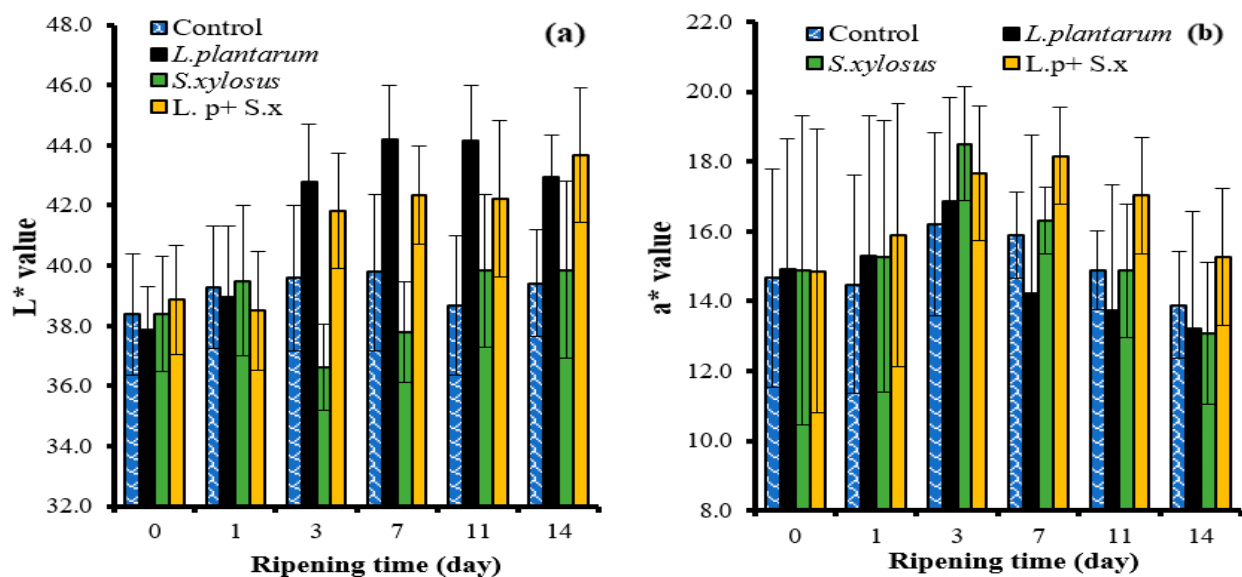 48.0
46.0
44.0
42.0
40.0
38.0
36.0
34.0
32.0
L* value
Control
L.plantarum
S.xylosus
L. p+ S.x
(a)
0 1 3 7 11 14
Ripening time (day)
22.0
20.0
18.0
16.0
14.0
12.0
10.0
8.0
a* value
Control L.plantarum
S.xylosus L.p+ S.x
(b)
0 1 3 7 11 14
Ripening time (day)